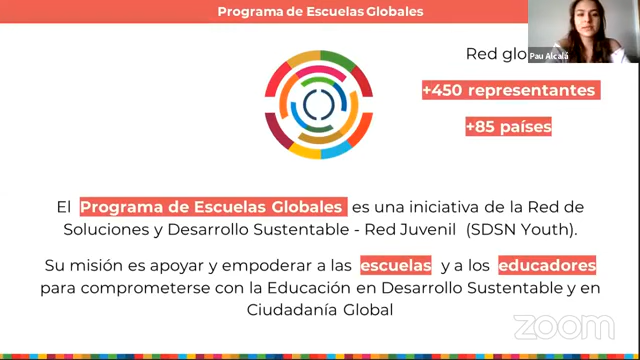 Programa de Escuelas Globales
Red glo
Pau Alcalá
+450 representantes
+85 países
El Programa de Escuelas Globales es una iniciativa de la Red de
Soluciones y Desarrollo Sustentable - Red Juvenil (SDSN Youth).
Su misión es apoyar y empoderar a las escuelas y a los educadores
para comprometerse con la Educación en Desarrollo Sustentable y en
Ciudadanía Global
zoom